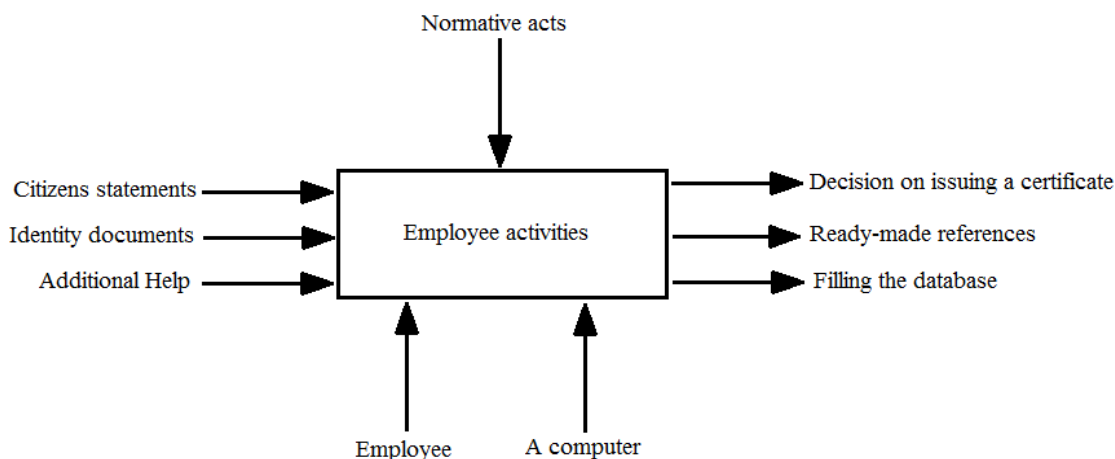 Normative acts
Citizens statements
Decision on issuing a certificate
Identity documents
Employee activities
Ready-made references
Additional Help
Filling the database
Employee
A computer